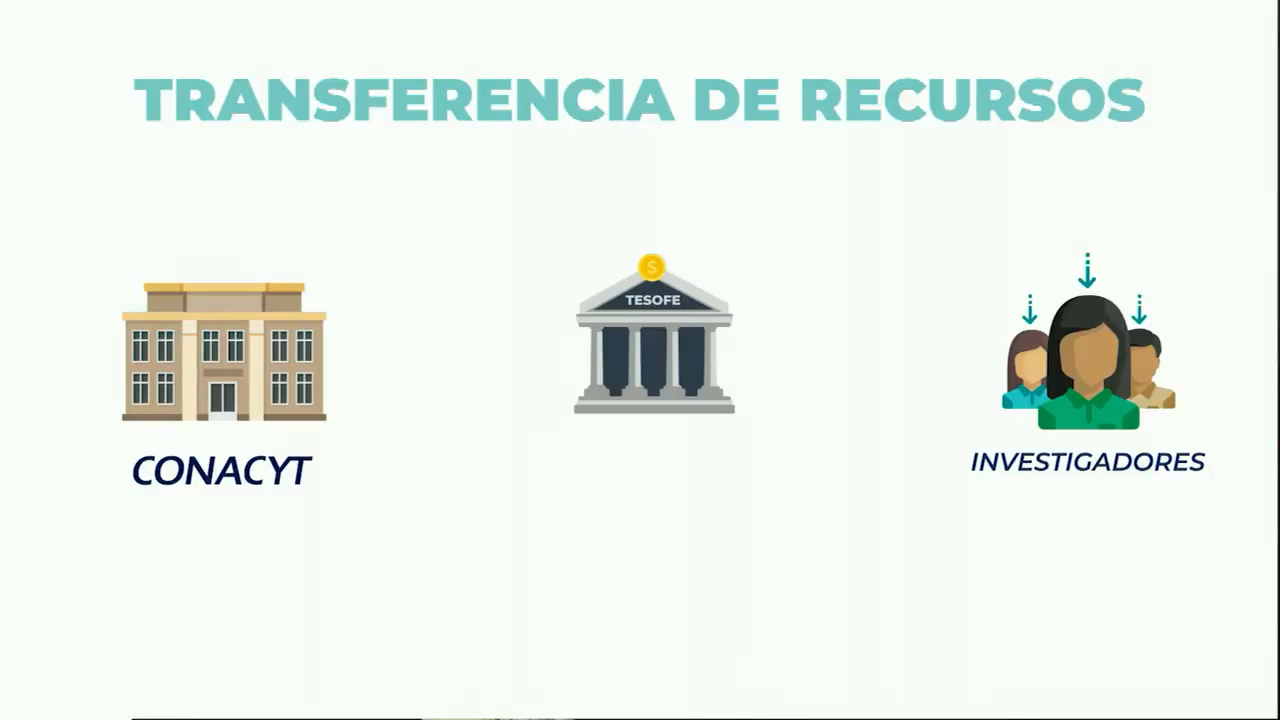 TRANSFERENCIA DE RECURSOS
$
TESOFE
CONACYT
INVESTIGADORES